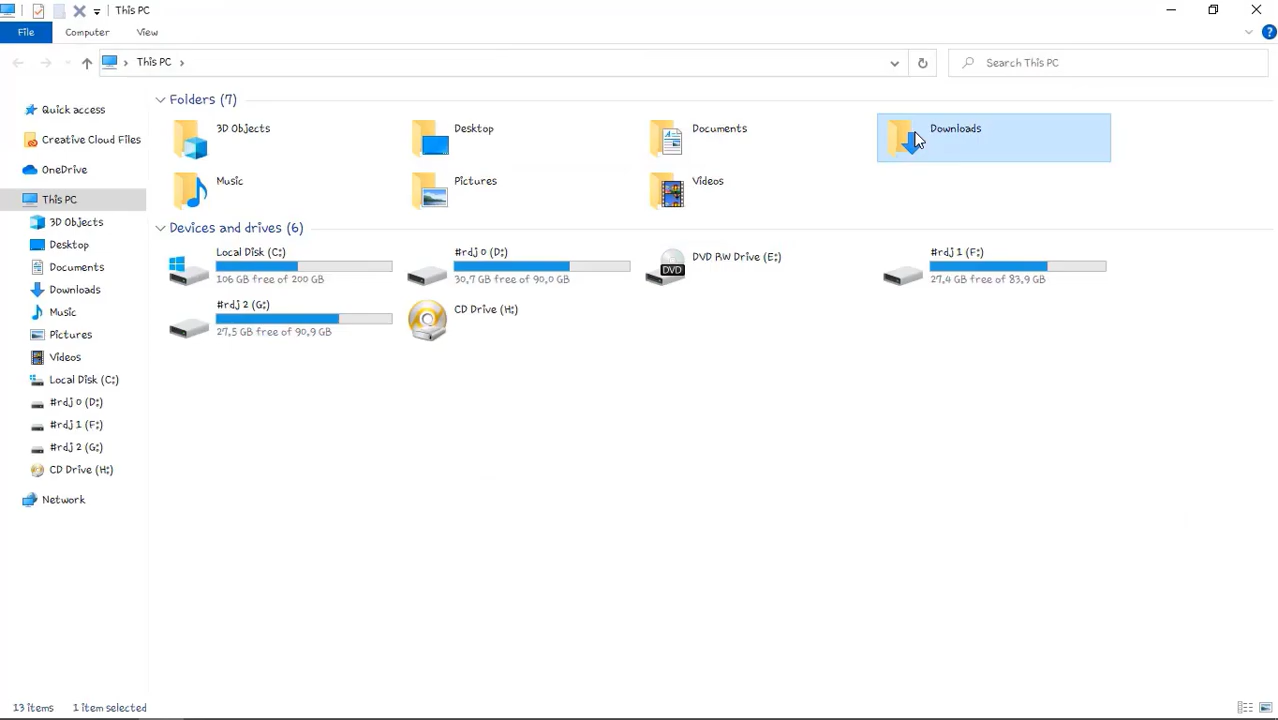 This PC
File
Computer
View
This PC
Search This PC
Quick access
Creative Cloud Files
OneDrive
This PC
3D Objects
Desktop
Documents
Downloads
Music
Pictures
Videos
Local Disk (C:)
#rdj 0 (D:)
#rdj 1 (F:)
#rdj 2 (G:)
CD Drive (H:)
Network
Folders (7)
3D Objects
Desktop
Documents
Downloads
Music
Pictures
Videos
Devices and drives (6)
Local Disk (C:)
106 GB free of 200 GB
#rdj 0 (D:)
30,7 GB free of 90,0 GB
DVD
DVD RW Drive (E:)
#rdj 1 (F:)
27,4 GB free of 83,9 GB
#rdj 2 (G:)
27,5 GB free of 90,9 GB
CD Drive (H:)
13 items
1 item selected